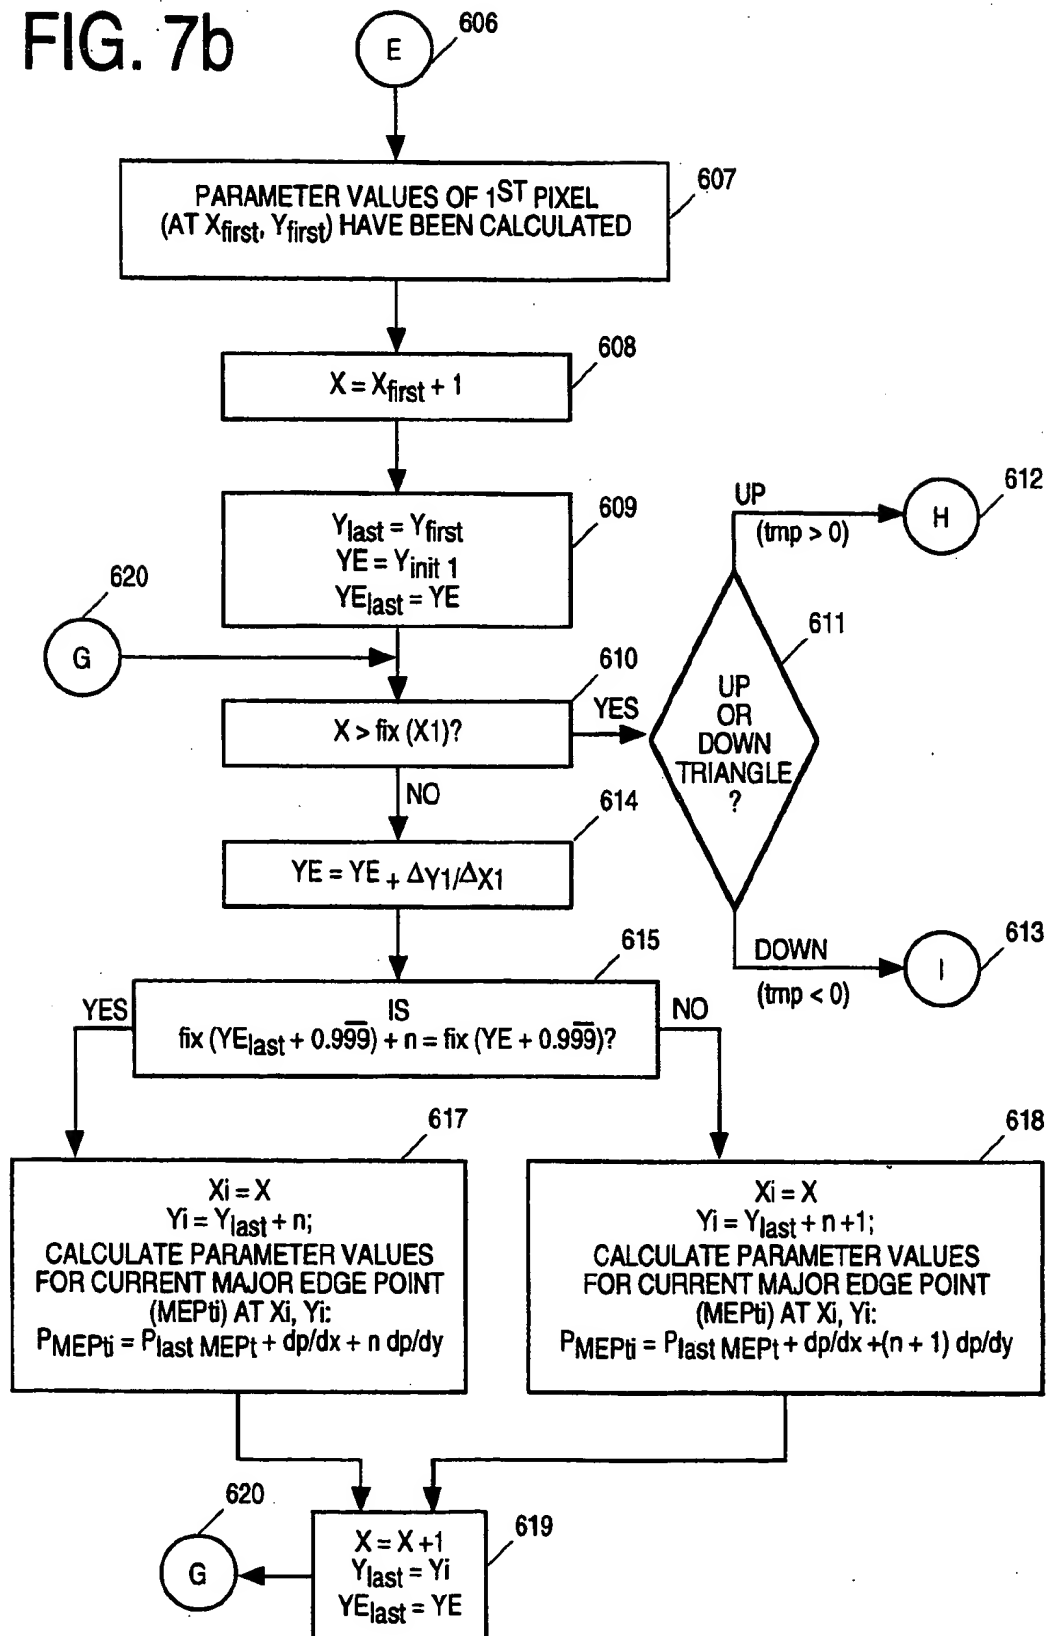 FIG. 7b
E
606
PARAMETER VALUES OF 1ST PIXEL
(AT Xfirst, Yfirst) HAVE BEEN CALCULATED
607
X = Xfirst + 1
608
Ylast = Yfirst
YE = Yinit 1
YElast = YE
609
UP
(tmp > 0)
H
612
620
G
610
X > fix (X1)?
YES
611
UP
OR
DOWN
TRIANGLE
?
NO
614
YE = YE + ΔY1/ΔX1
DOWN
(tmp < 0)
I
613
615
YES
IS
fix (YElast + 0.99̅9̅) + n = fix (YE + 0.99̅9̅)?
NO
617
Xi = X
Yi = Ylast + n;
CALCULATE PARAMETER VALUES
FOR CURRENT MAJOR EDGE POINT
(MEPti) AT Xi, Yi:
PMEPti = Plast MEPt + dp/dx + n dp/dy
618
Xi = X
Yi = Ylast + n +1;
CALCULATE PARAMETER VALUES
FOR CURRENT MAJOR EDGE POINT
(MEPti) AT Xi, Yi:
PMEPti = Plast MEPt + dp/dx +(n + 1) dp/dy
620
G
X = X +1
Ylast = Yi
YElast = YE
619